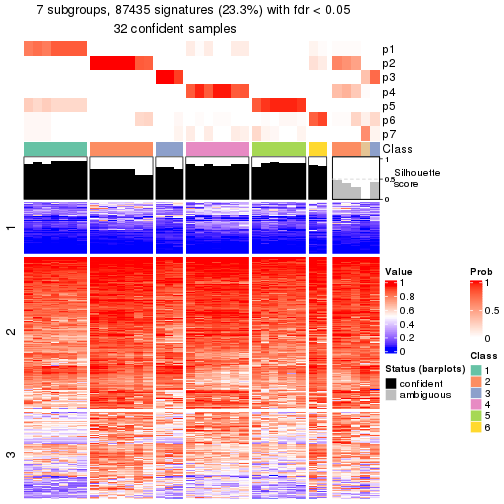 7 subgroups, 87435 signatures (23.3%) with fdr < 0.05
32 confident samples
p1
p2
p3
p4
p5
p6
p7
Class
1
0.5
0
Silhouette
score
1
2
3
Value
1
0.8
0.6
0.4
0.2
0
Prob
1
0.5
0
Status (barplots)
confident
ambiguous
Class
1
2
3
4
5
6